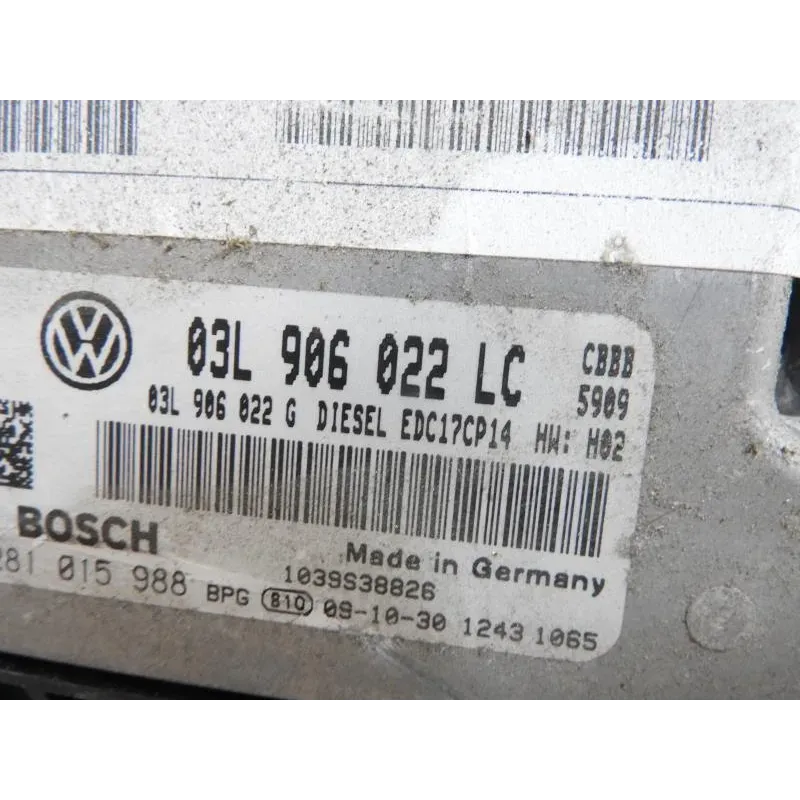 03L 906 022 LC CBBB
03L 906 022 G DIESEL EDC17CP14 HW: H02 5909
BOSCH
Made in Germany
281 015 988 BPG 810 1039S38826
09-10-30 1243 1065